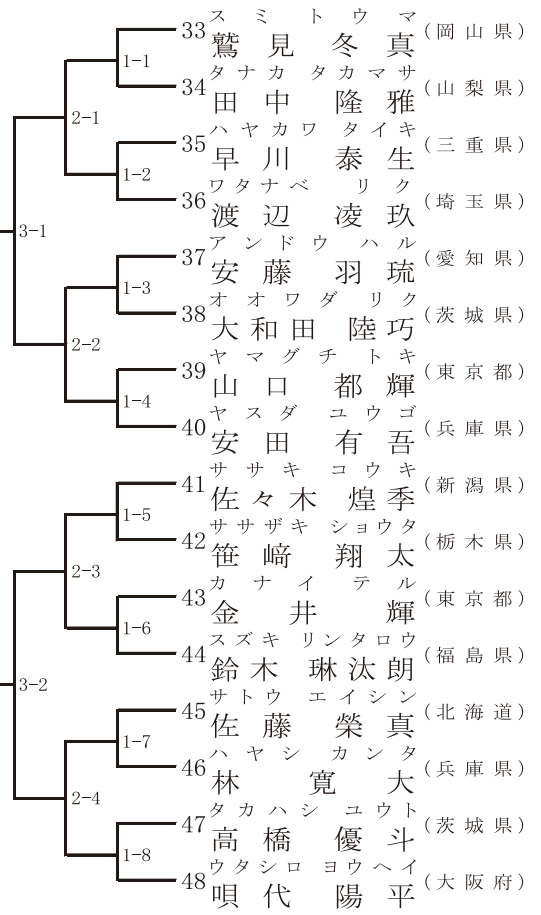 スミ トウマ
33 鷲見 冬真 (岡山県)
1-1
タナカ タカマサ
34 田中 隆雅 (山梨県)
2-1
ハヤカワ タイキ
35 早川 泰生 (三重県)
1-2
ワタナベ リク
36 渡辺 凌玖 (埼玉県)
3-1
アンドウ ハル
37 安藤 羽琉 (愛知県)
1-3
オオワダ リク
38 大和田 陸巧 (茨城県)
2-2
ヤマグチ トキ
39 山口 都輝 (東京都)
1-4
ヤスダ ユウゴ
40 安田 有吾 (兵庫県)
ササキ コウキ
41 佐々木 煌季 (新潟県)
1-5
ササザキ ショウタ
42 笹﨑 翔太 (栃木県)
2-3
カナイ テル
43 金井 輝 (東京都)
1-6
スズキ リンタロウ
44 鈴木 琳汰朗 (福島県)
3-2
サトウ エイシン
45 佐藤 榮真 (北海道)
1-7
ハヤシ カンタ
46 林 寛大 (兵庫県)
2-4
タカハシ ユウト
47 高橋 優斗 (茨城県)
1-8
ウタシロ ヨウヘイ
48 唄代 陽平 (大阪府)